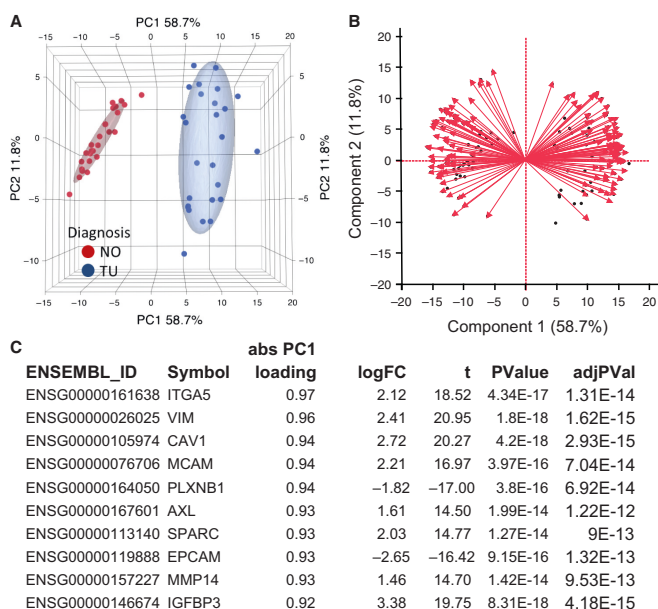 A
PC1 58.7%
−15 −10 −5 0 5 10 15 20
5 5
0 0
−5 −5
−10 −10
PC2 11.8%
PC2 11.8%
Diagnosis
NO
TU
−15 −10 −5 0 5 10 15 20
PC1 58.7%
B
20
15
10
5
0
−5
−10
−15
−20
Component 2 (11.8%)
−20 −15 −10 −5 0 5 10 15 20
Component 1 (58.7%)
C
abs PC1
ENSEMBL_ID Symbol loading logFC t PValue adjPVal
ENSG00000161638 ITGA5 0.97 2.12 18.52 4.34E-17 1.31E-14
ENSG00000026025 VIM 0.96 2.41 20.95 1.8E-18 1.62E-15
ENSG00000105974 CAV1 0.94 2.72 20.27 4.2E-18 2.93E-15
ENSG00000076706 MCAM 0.94 2.21 16.97 3.97E-16 7.04E-14
ENSG00000164050 PLXNB1 0.94 −1.82 −17.00 3.8E-16 6.92E-14
ENSG00000167601 AXL 0.93 1.61 14.50 1.99E-14 1.22E-12
ENSG00000113140 SPARC 0.93 2.03 14.77 1.27E-14 9E-13
ENSG00000119888 EPCAM 0.93 −2.65 −16.42 9.15E-16 1.32E-13
ENSG00000157227 MMP14 0.93 1.46 14.70 1.42E-14 9.53E-13
ENSG00000146674 IGFBP3 0.92 3.38 19.75 8.31E-18 4.18E-15